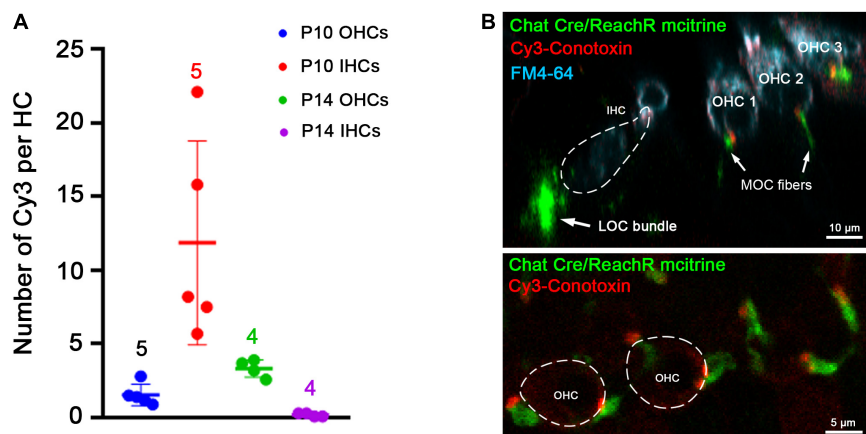 A
Number of Cy3 per HC
25
20
15
10
5
0
5
5
4
4
P10 OHCs
P10 IHCs
P14 OHCs
P14 IHCs
B
Chat Cre/ReachR mcitrine
Cy3-Conotoxin
FM4-64
OHC 3
OHC 2
OHC 1
IHC
MOC fibers
LOC bundle
10 µm
Chat Cre/ReachR mcitrine
Cy3-Conotoxin
OHC
OHC
5 µm